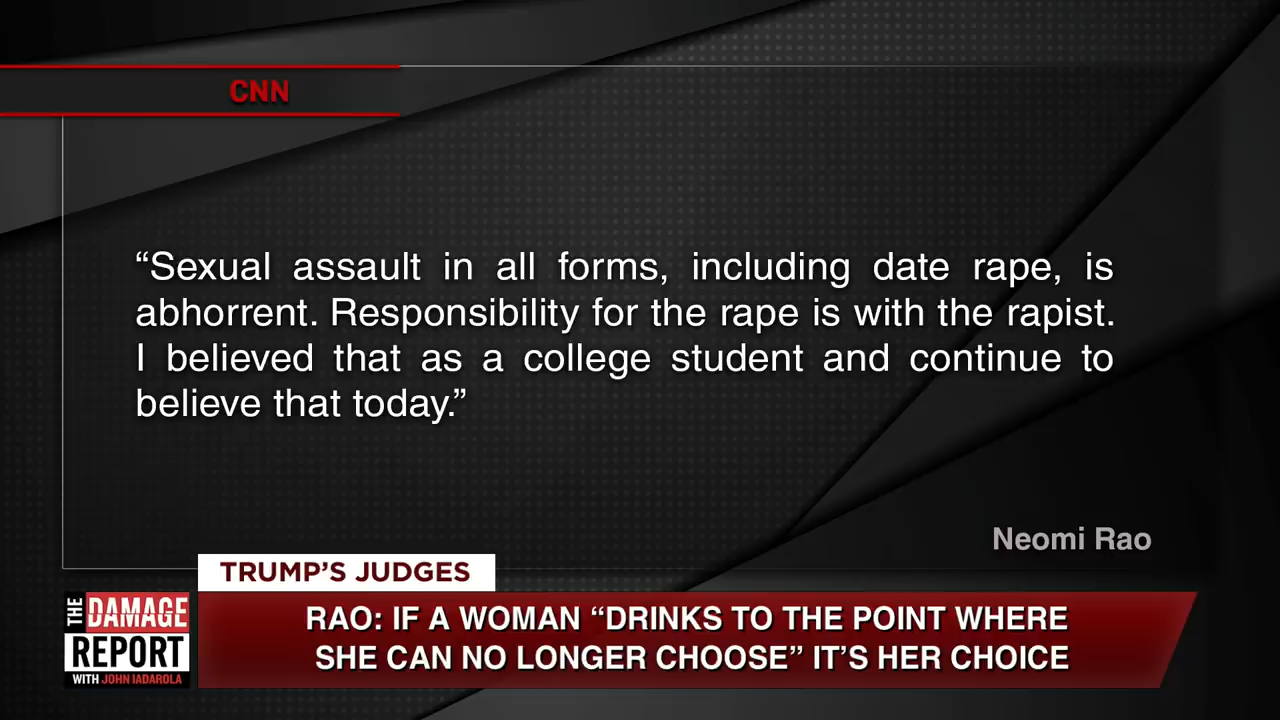 CNN
“Sexual assault in all forms, including date rape, is
abhorrent. Responsibility for the rape is with the rapist.
I believed that as a college student and continue to
believe that today.”
Neomi Rao
TRUMP’S JUDGES
THE DAMAGE
REPORT
WITH JOHN IADAROLA
RAO: IF A WOMAN “DRINKS TO THE POINT WHERE
SHE CAN NO LONGER CHOOSE” IT’S HER CHOICE